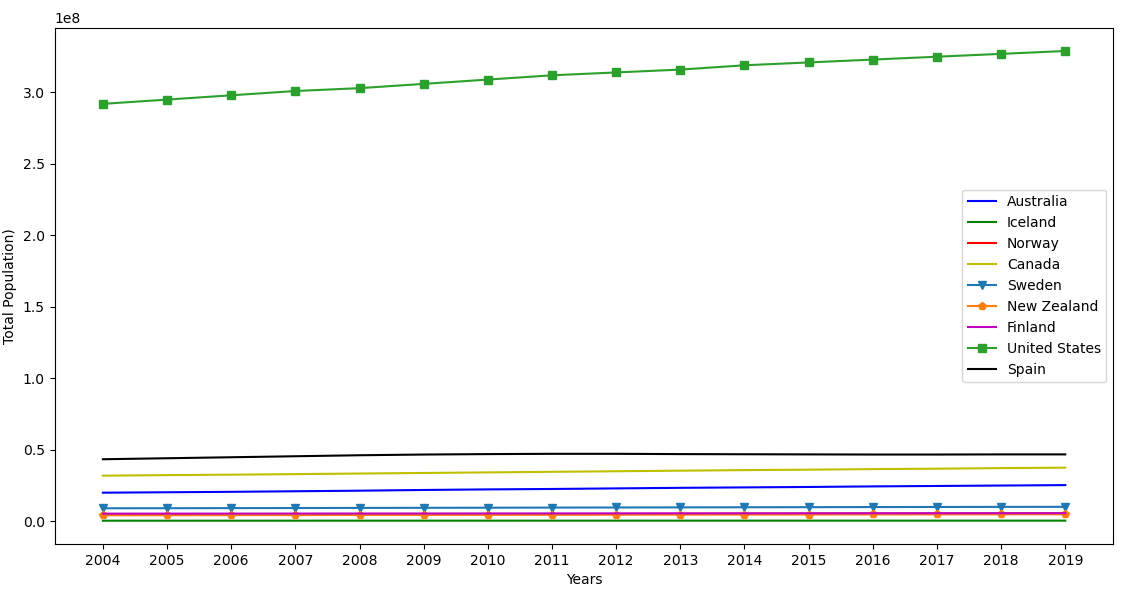 1e8
3.0
2.5
2.0
1.5
1.0
0.5
0.0
Total Population)
Australia
Iceland
Norway
Canada
Sweden
New Zealand
Finland
United States
Spain
2004 2005 2006 2007 2008 2009 2010 2011 2012 2013 2014 2015 2016 2017 2018 2019
Years